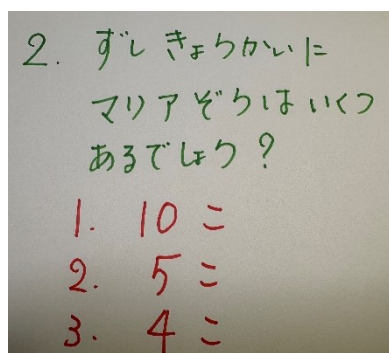 2. ずし きょうかいに
マリア ぞうは いくつ
あるでしょう？
1. 10こ
2. 5こ
3. 4こ